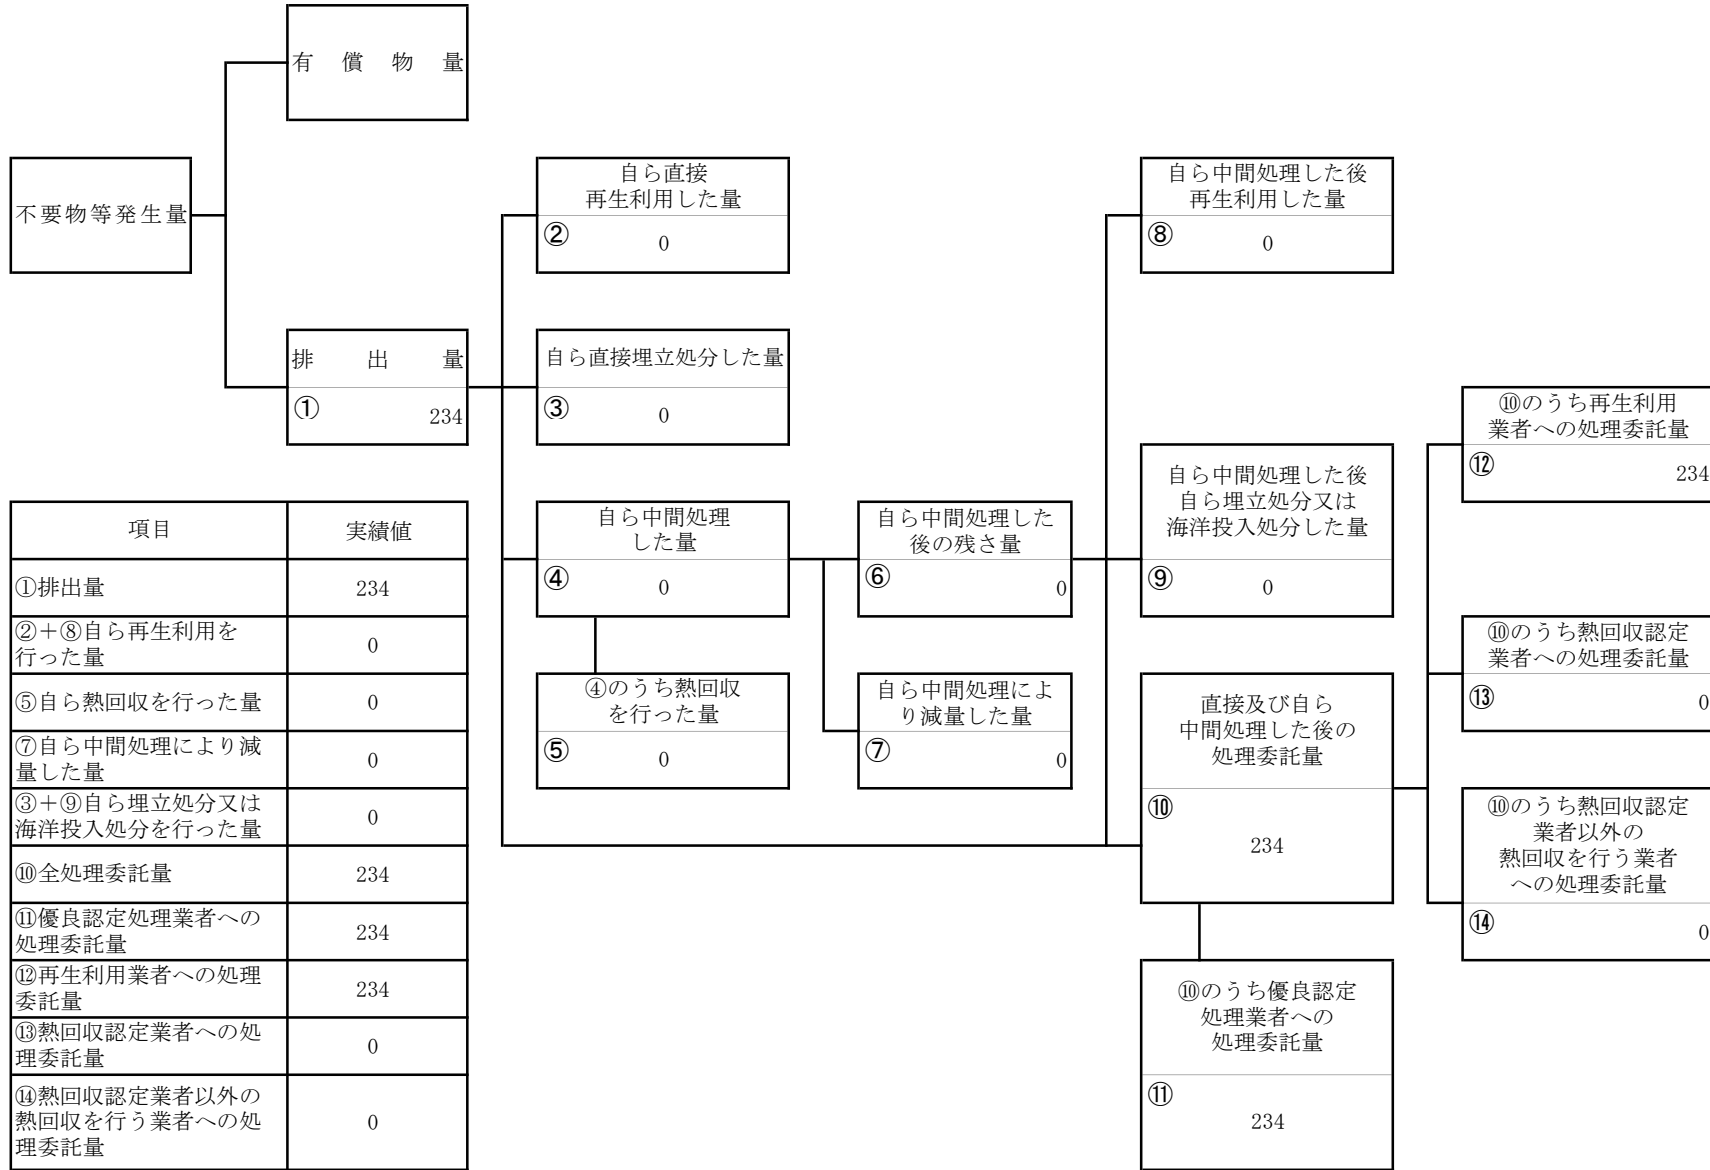 有償物量
不要物等発生量
排出量
① 234
自ら直接
再生利用した量
② 0
自ら直接埋立処分した量
③ 0
自ら中間処理
した量
④ 0
④のうち熱回収
を行った量
⑤ 0
自ら中間処理した
後の残さ量
⑥ 0
自ら中間処理によ
り減量した量
⑦ 0
自ら中間処理した後
再生利用した量
⑧ 0
自ら中間処理した後
自ら埋立処分又は
海洋投入処分した量
⑨ 0
直接及び自ら
中間処理した後の
処理委託量
⑩
234
⑩のうち優良認定
処理業者への
処理委託量
⑪
234
⑩のうち再生利用
業者への処理委託量
⑫ 234
⑩のうち熱回収認定
業者への処理委託量
⑬ 0
⑩のうち熱回収認定
業者以外の
熱回収を行う業者
への処理委託量
⑭ 0
項目 実績値
①排出量 234
②+⑧自ら再生利用を
行った量 0
⑤自ら熱回収を行った量 0
⑦自ら中間処理により減
量した量 0
③+⑨自ら埋立処分又は
海洋投入処分を行った量 0
⑩全処理委託量 234
⑪優良認定処理業者への
処理委託量 234
⑫再生利用業者への処理
委託量 234
⑬熱回収認定業者への処
理委託量 0
⑭熱回収認定業者以外の
熱回収を行う業者への処
理委託量 0